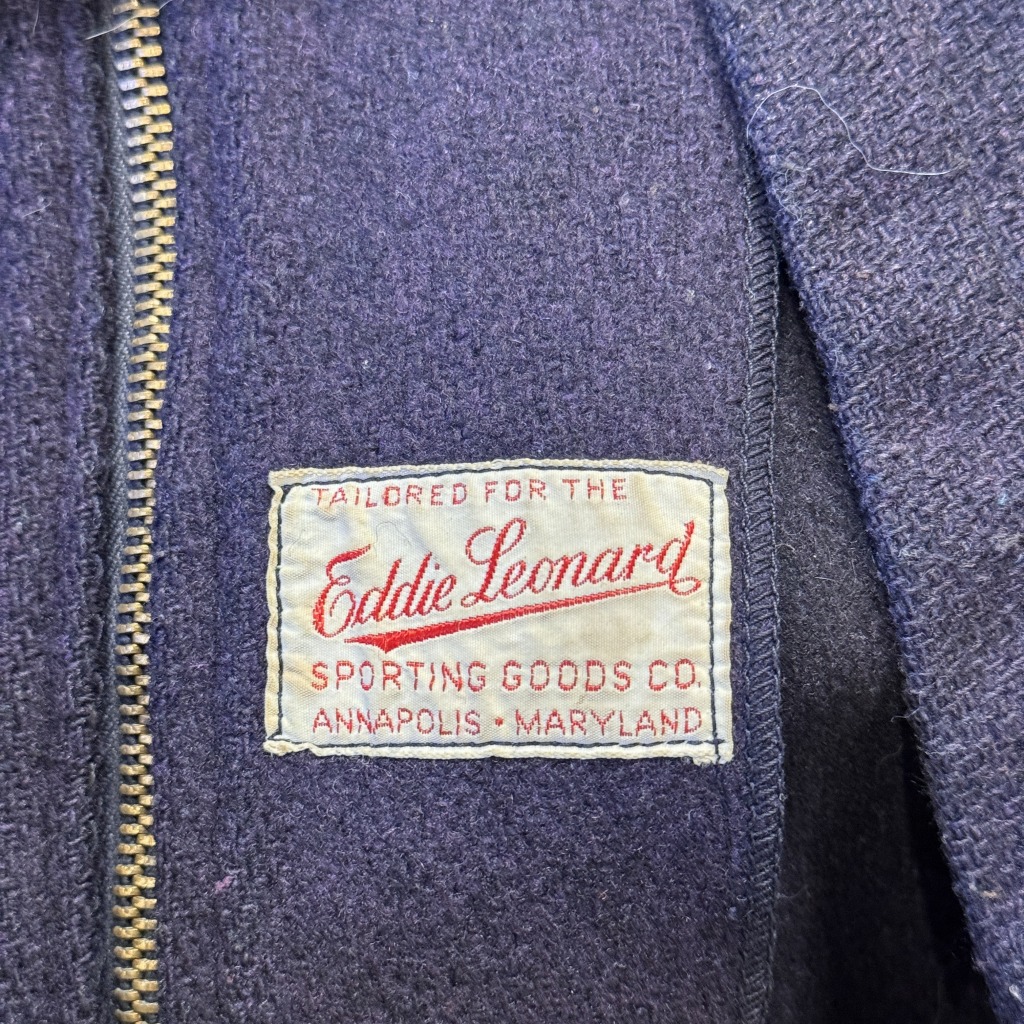 TAILORED FOR THE
Eddie Leonard
SPORTING GOODS CO.
ANNAPOLIS • MARYLAND